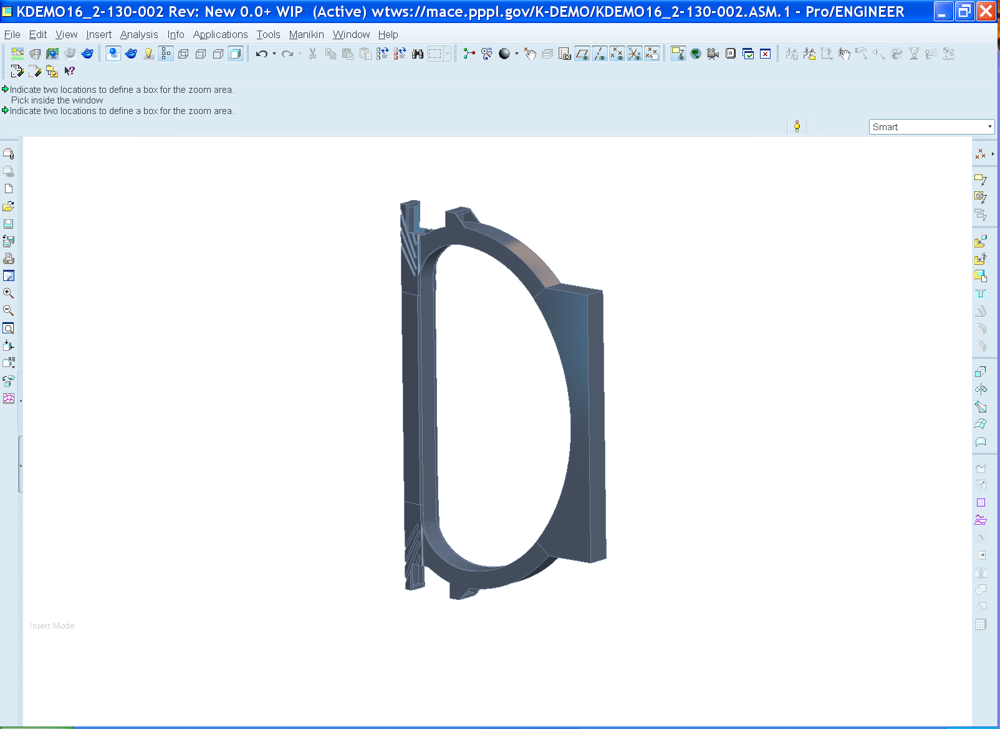 KDEMO16_2-130-002 Rev: New 0.0+ WIP (Active) wtws://mace.pppl.gov/K-DEMO/KDEMO16_2-130-002.ASM.1 - Pro/ENGINEER
File Edit View Insert Analysis Info Applications Tools Manikin Window Help
Indicate two locations to define a box for the zoom area.
Pick inside the window
Indicate two locations to define a box for the zoom area.
Smart
AB
Insert Mode